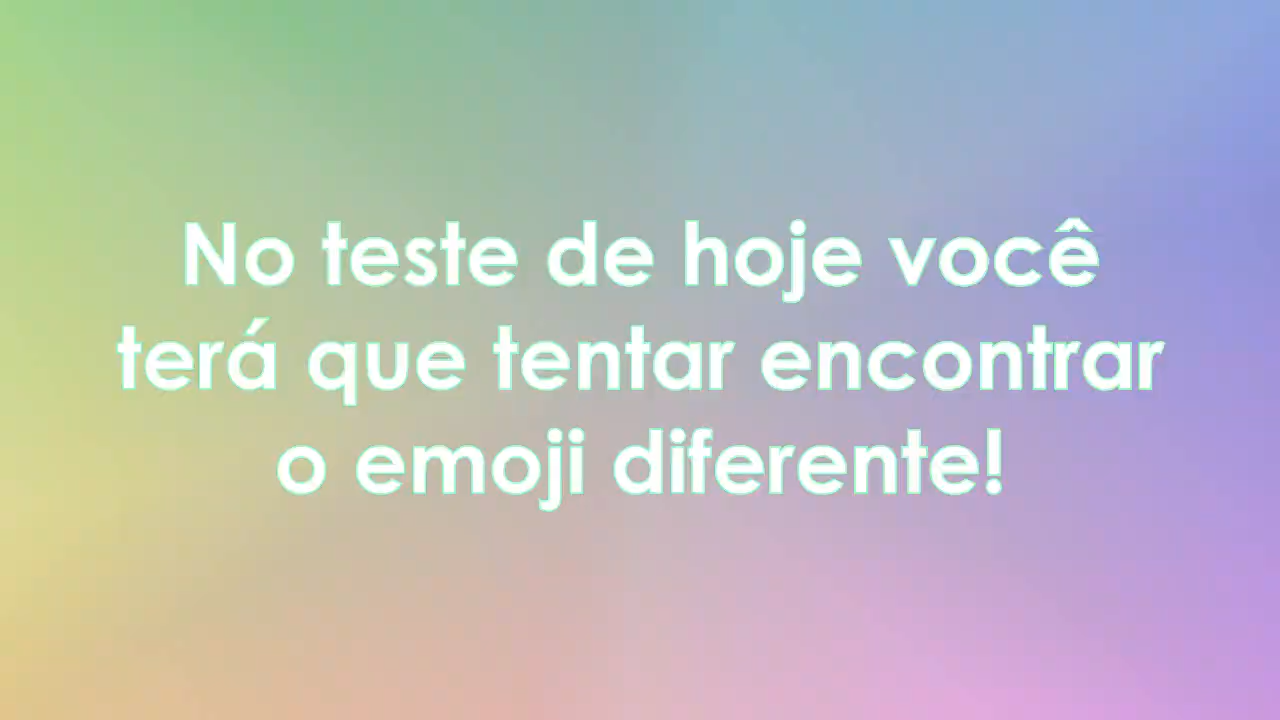 No teste de hoje você
terá que tentar encontrar
o emoji diferente!